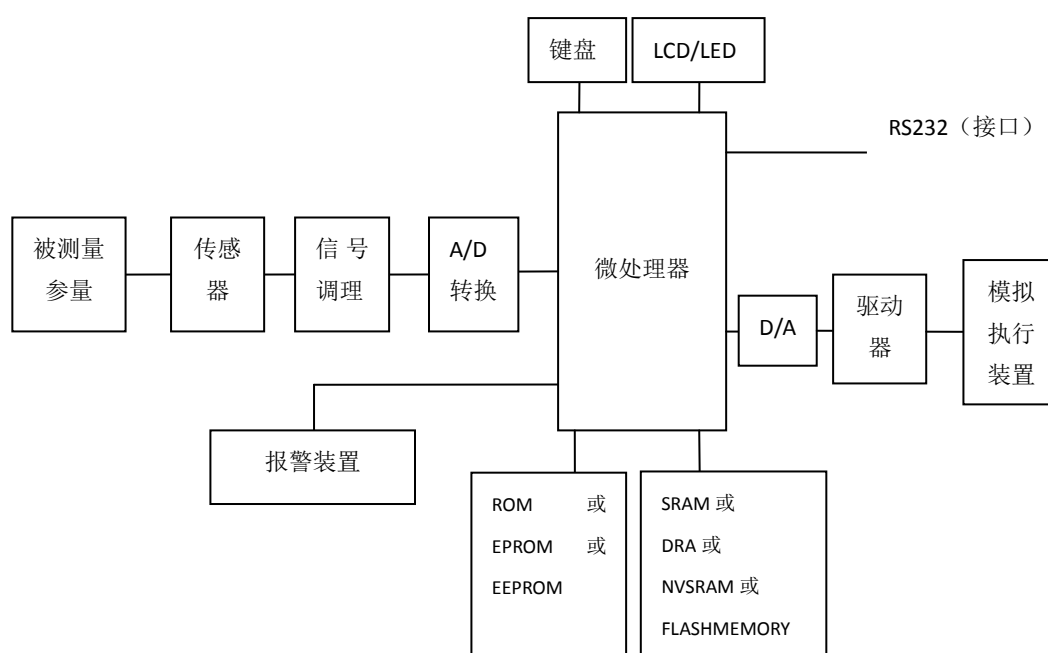 键盘
LCD/LED
RS232（接口）
被测量
参量
传感
器
信 号
调理
A/D
转换
微处理器
D/A
驱动
器
模拟
执行
装置
报警装置
ROM 或
EPROM 或
EEPROM
SRAM 或
DRA 或
NVSRAM 或
FLASHMEMORY